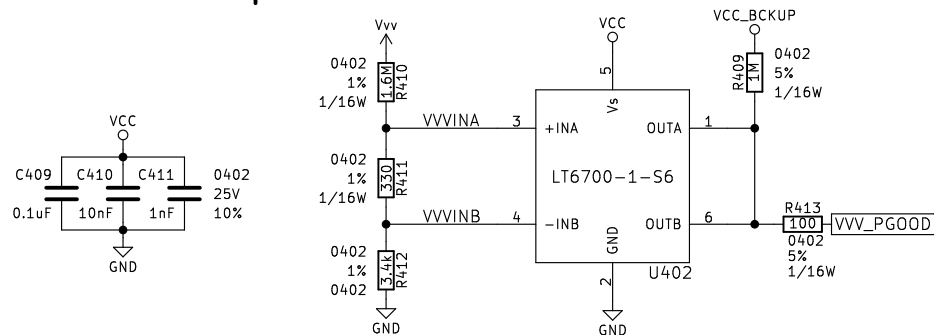 VCC
C409
C410
C411
0402
25V
0.1uF
10nF
1nF
10%
GND
Vvv
0402
1%
1/16W
1.6M
R410
VVVINA
3
0402
1%
1/16W
330
R411
VVVINB
4
0402
1%
0402
3.4k
R412
GND
VCC
5
Vs
+INA
OUTA
1
LT6700-1-S6
-INB
OUTB
6
GND
2
U402
GND
VCC_BCKUP
R409
1M
0402
5%
1/16W
R413
100
VVV_PGOOD
0402
5%
1/16W